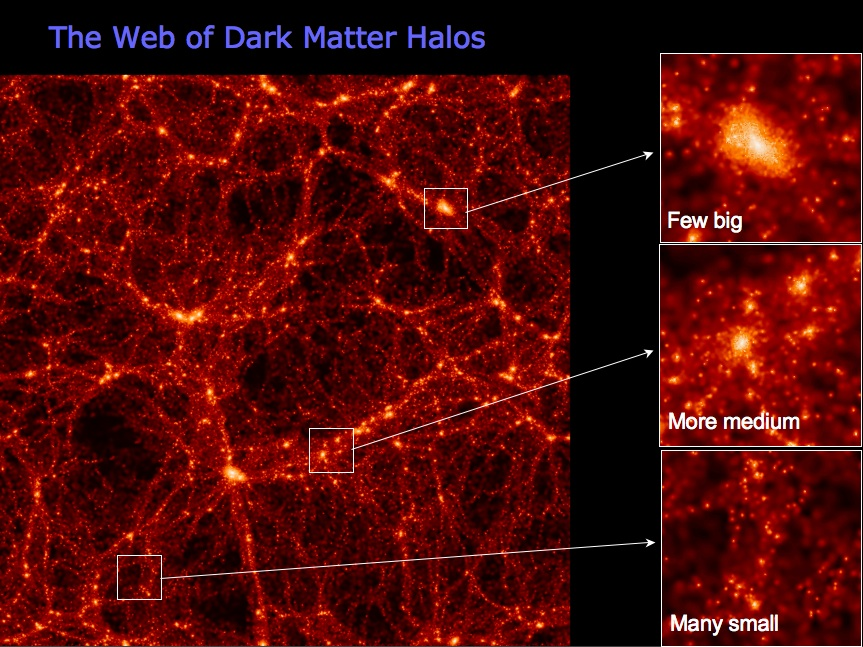 The Web of Dark Matter Halos
Few big
More medium
Many small